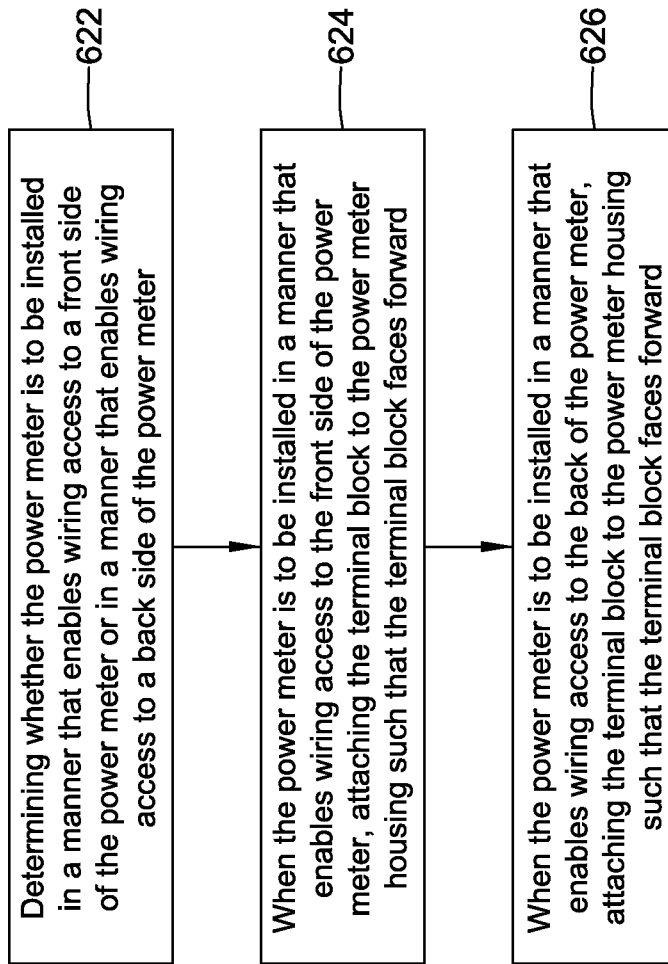 Determining whether the power meter is to be installed
in a manner that enables wiring access to a front side
of the power meter or in a manner that enables wiring
access to a back side of the power meter
622
When the power meter is to be installed in a manner that
enables wiring access to the front side of the power
meter, attaching the terminal block to the power meter
housing such that the terminal block faces forward
624
When the power meter is to be installed in a manner that
enables wiring access to the back of the power meter,
attaching the terminal block to the power meter housing
such that the terminal block faces forward
626